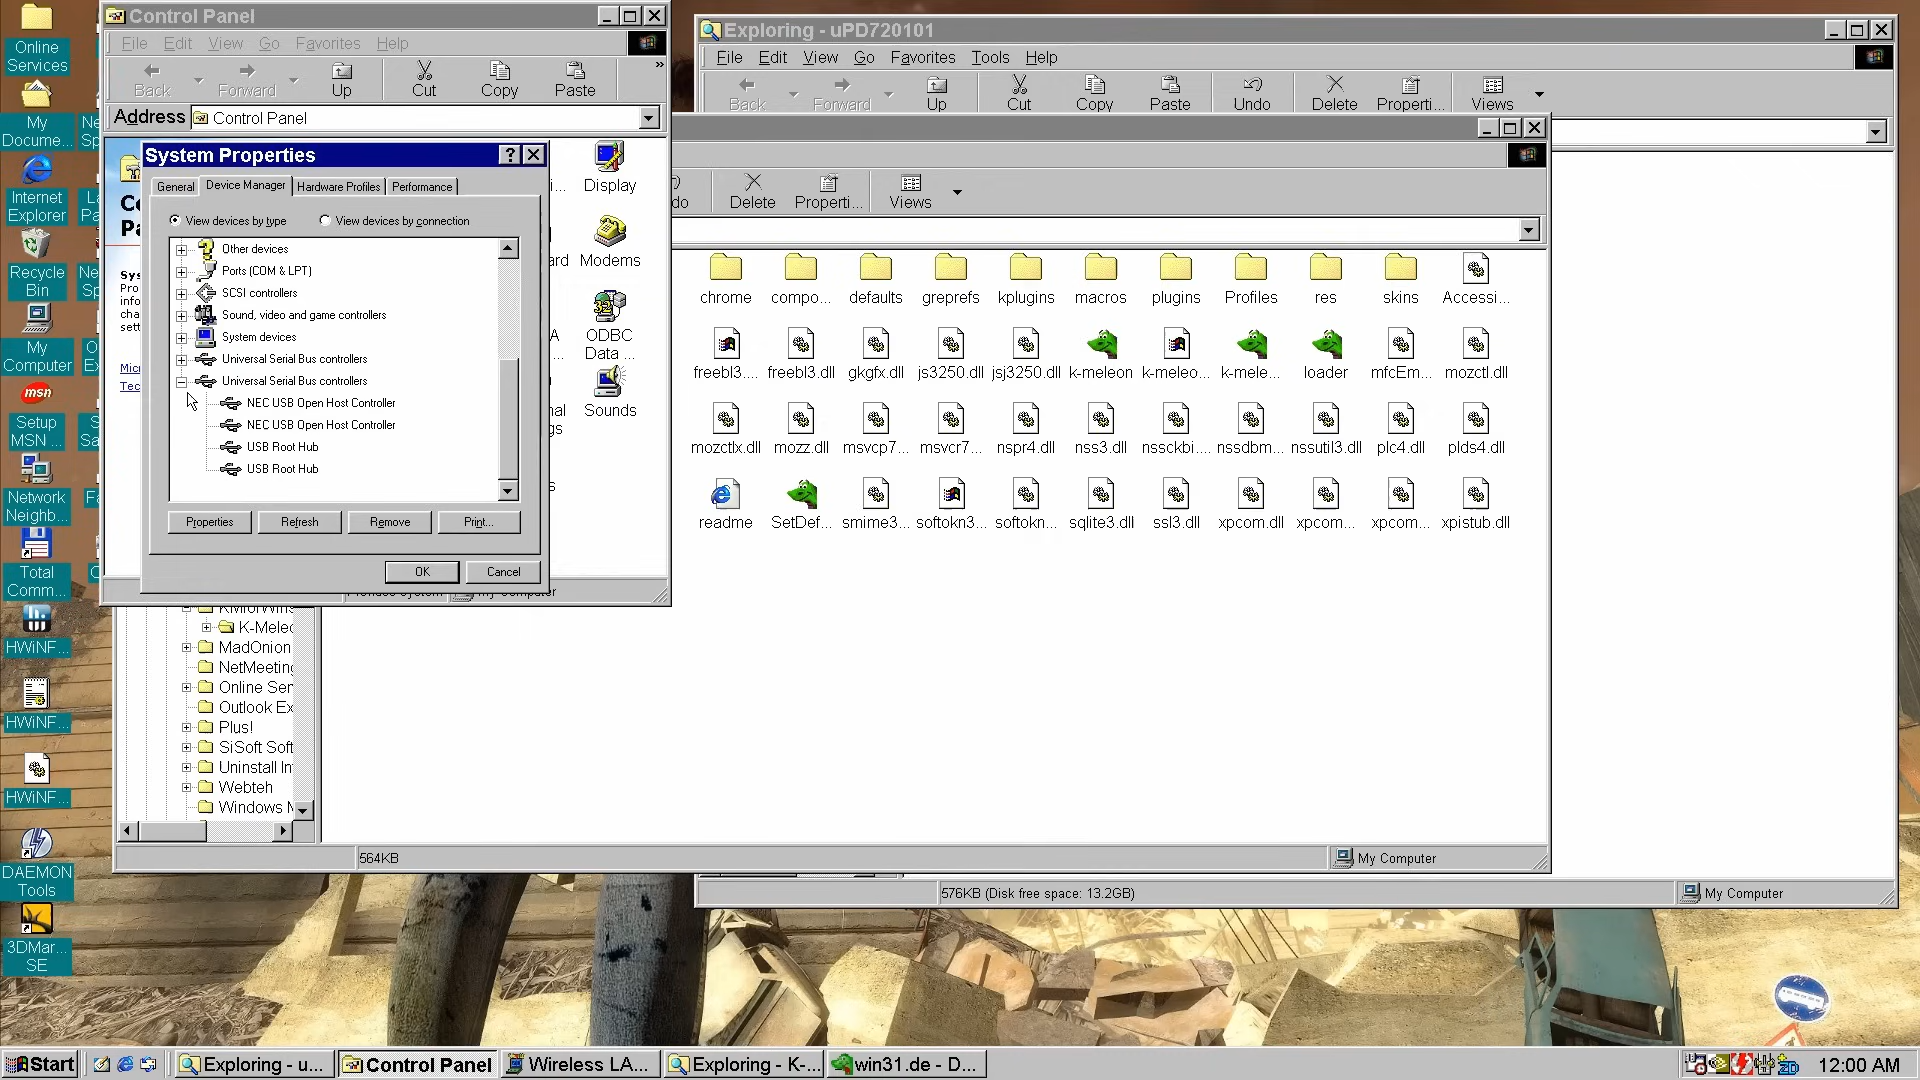 Online
Services
My
Docume...
Internet
Explorer
Recycle
Bin
My
Computer
msn
Setup
MSN ...
Network
Neighb...
Total
Comm...
HWiNF...
HWiNF...
HWiNF...
DAEMON
Tools
3DMar...
SE
Control Panel
File Edit View Go Favorites Help
Back Forward Up Cut Copy Paste
Address Control Panel
System Properties
General Device Manager Hardware Profiles Performance
View devices by type View devices by connection
Other devices
Ports (COM & LPT)
SCSI controllers
Sound, video and game controllers
System devices
Universal Serial Bus controllers
Universal Serial Bus controllers
NEC USB Open Host Controller
NEC USB Open Host Controller
USB Root Hub
USB Root Hub
Properties Refresh Remove Print...
OK Cancel
Display
Modems
ODBC
Data ...
Sounds
Exploring - uPD720101
File Edit View Go Favorites Tools Help
Back Forward Up Cut Copy Paste Undo Delete Properti... Views
Delete Properti... Views
chrome compo... defaults greprefs kplugins macros plugins Profiles res skins Accessi...
freebl3.... freebl3.dll gkgfx.dll js3250.dll jsj3250.dll k-meleon k-meleo... k-mele... loader mfcEm... mozctl.dll
mozctlx.dll mozz.dll msvcp7... msvcr7... nspr4.dll nss3.dll nssckbi.... nssdbm... nssutil3.dll plc4.dll plds4.dll
readme SetDef... smime3... softokn3... softokn... sqlite3.dll ssl3.dll xpcom.dll xpcom... xpcom... xpistub.dll
K-Melec
MadOnion
NetMeeting
Online Ser
Outlook Ex
Plus!
SiSoft Soft
Uninstall In
Webteh
Windows M
564KB My Computer
576KB (Disk free space: 13.2GB) My Computer
Start Exploring - u... Control Panel Wireless LA... Exploring - K-... win31.de - D... 12:00 AM